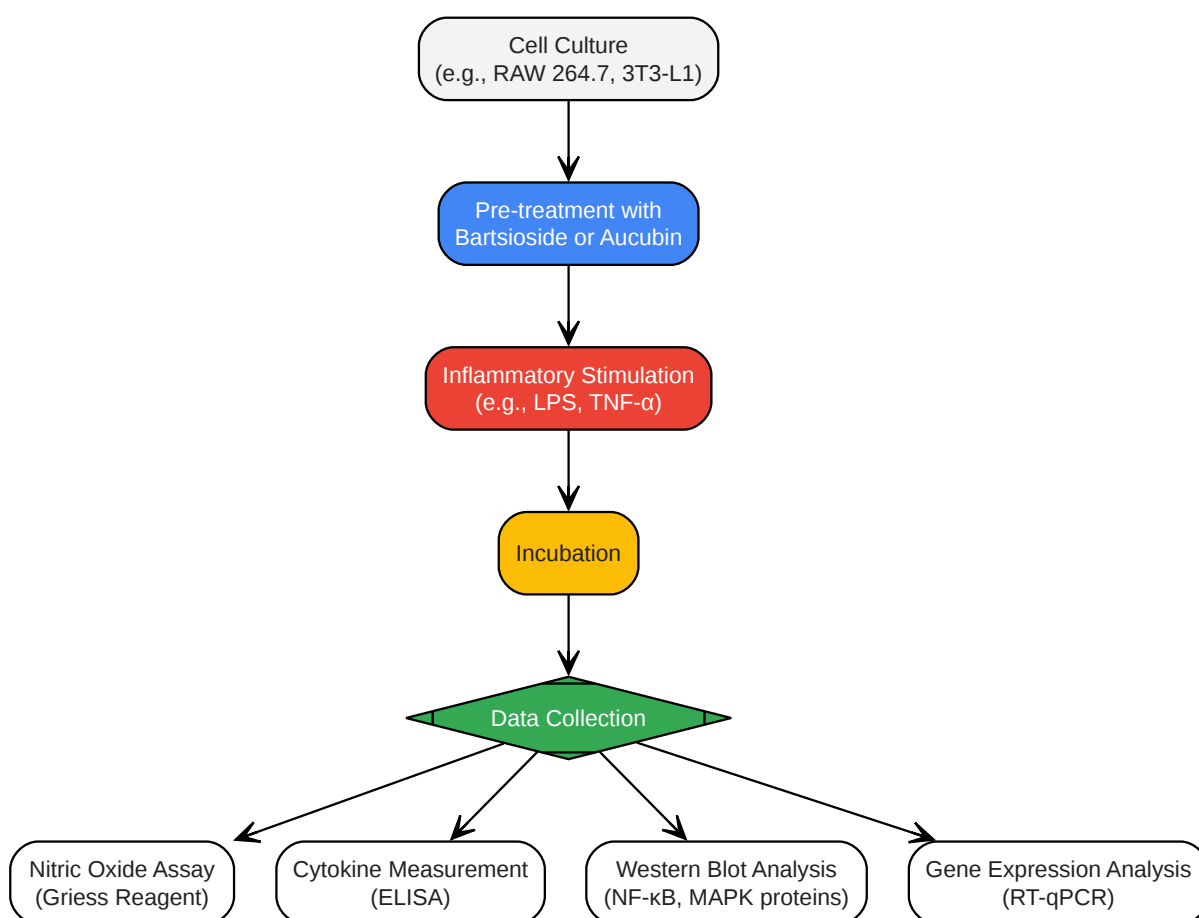 Cell Culture
(e.g., RAW 264.7, 3T3-L1)
Pre-treatment with
Bartsioside or Aucubin
Inflammatory Stimulation
(e.g., LPS, TNF-α)
Incubation
Data Collection
Nitric Oxide Assay
(Griess Reagent)
Cytokine Measurement
(ELISA)
Western Blot Analysis
(NF-κB, MAPK proteins)
Gene Expression Analysis
(RT-qPCR)